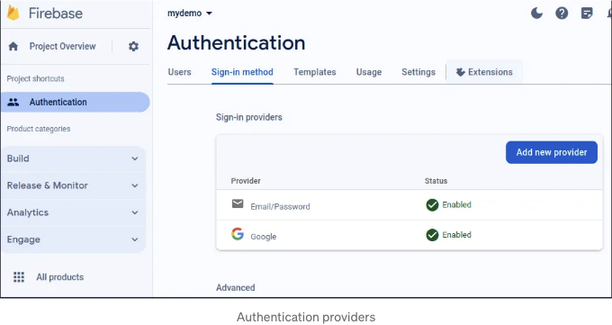 Firebase
mydemo
Project Overview
Authentication
Users
Sign-in method
Templates
Usage
Settings
Extensions
Project shortcuts
Authentication
Product categories
Build
Release & Monitor
Analytics
Engage
All products
Sign-in providers
Add new provider
Provider
Status
Email/Password
Enabled
Google
Enabled
Advanced
Authentication providers